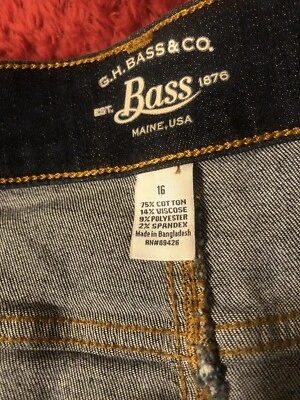 G.H. BASS & CO.
EST. Bass 1876
MAINE, USA
16
75% COTTON
14% VISCOSE
9% POLYESTER
2% SPANDEX
Made in Bangladesh
RN#69426